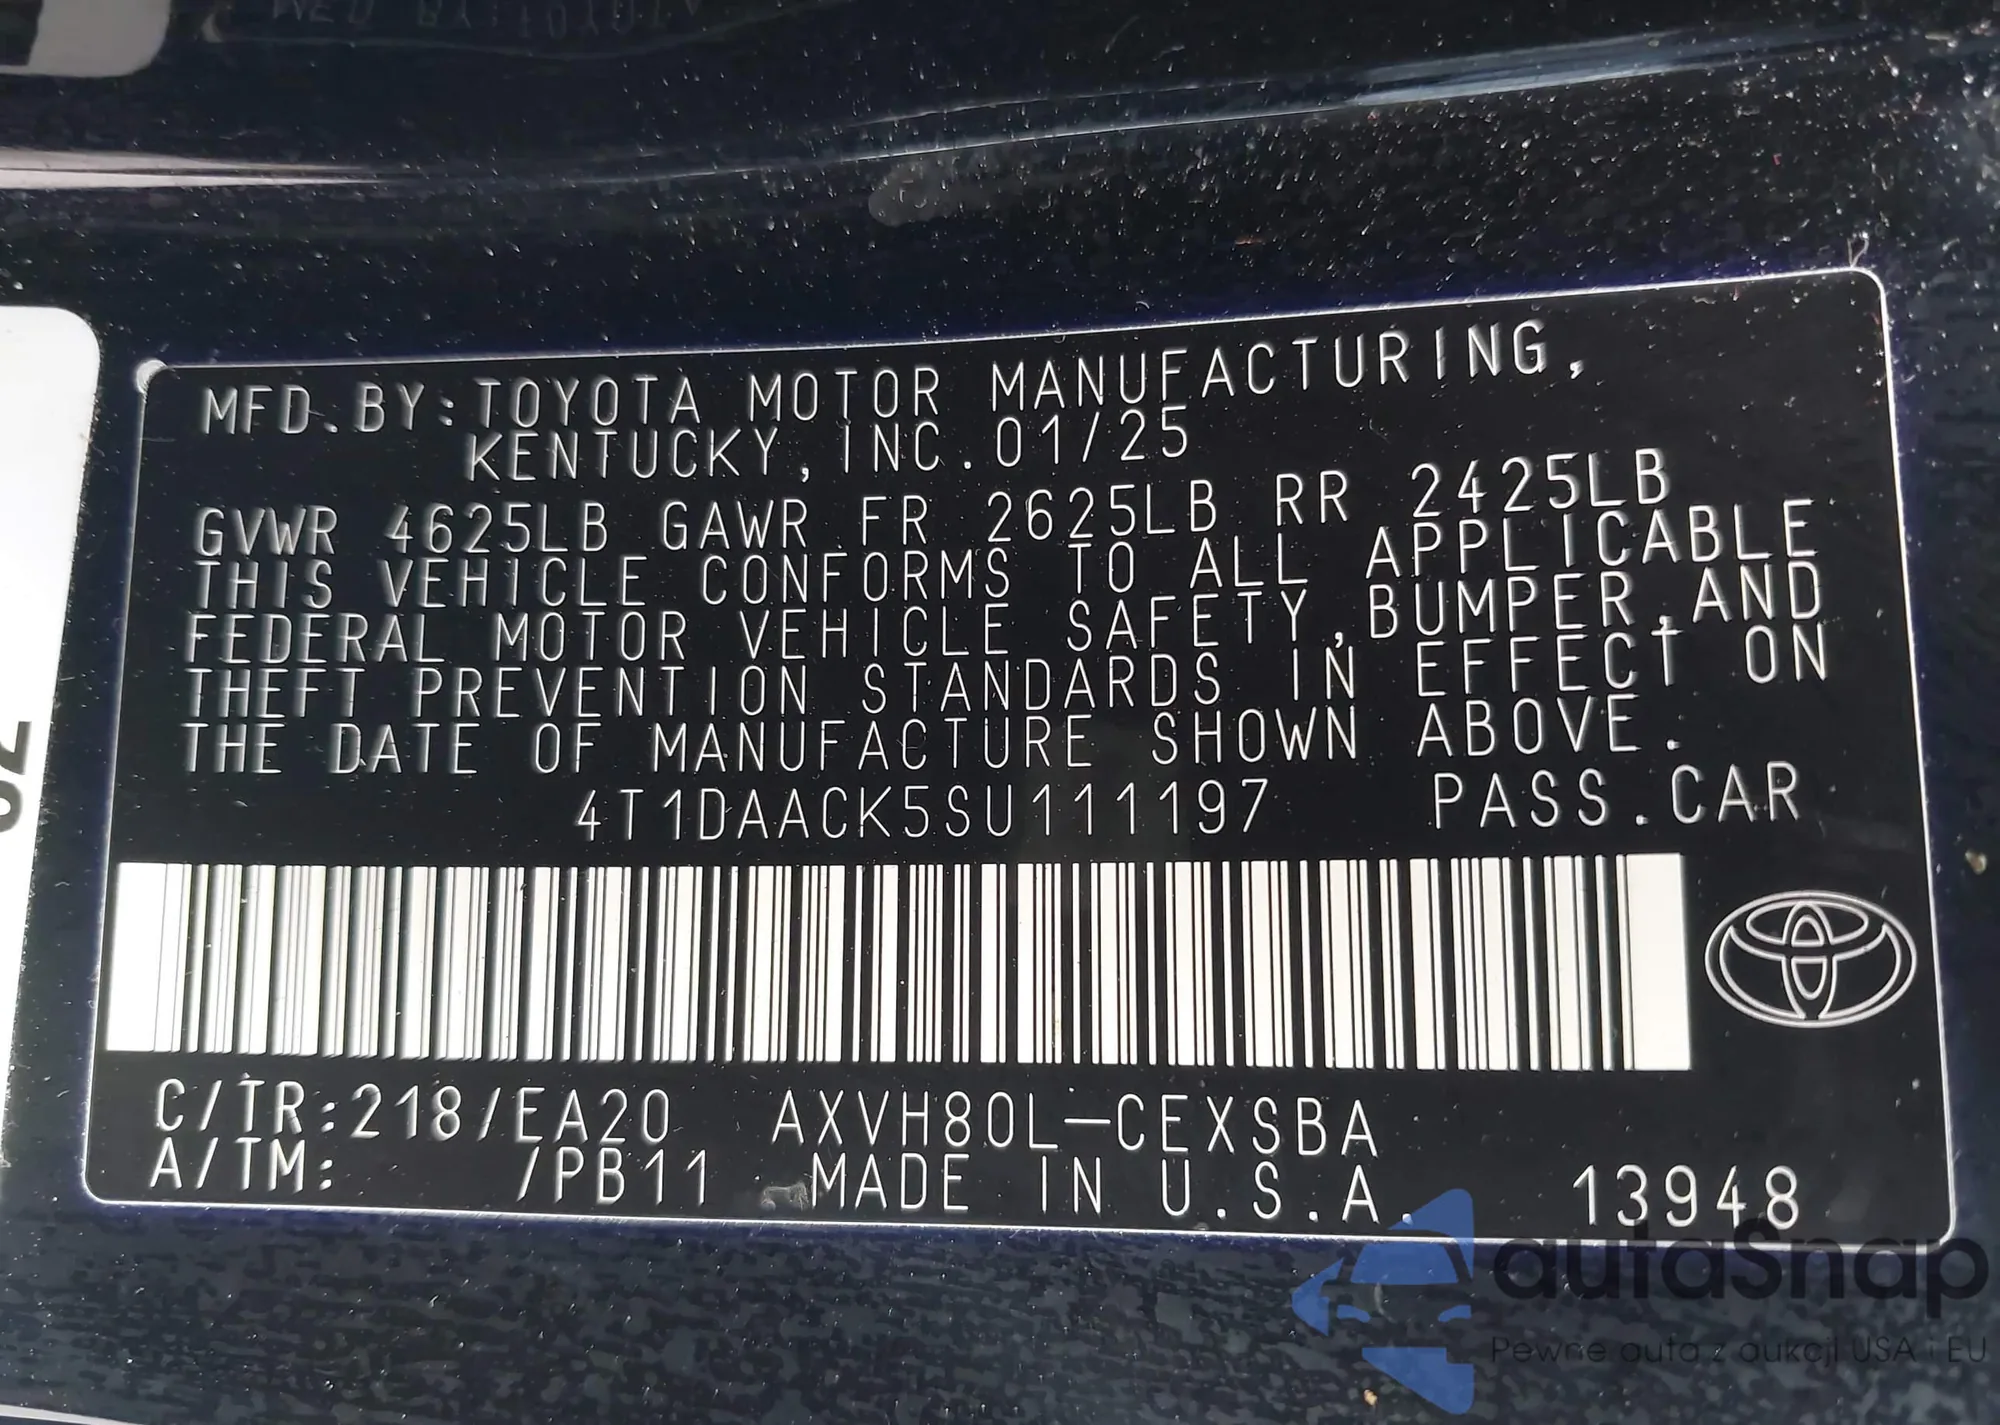 MFD.BY:TOYOTA MOTOR MANUFACTURING,
KENTUCKY, INC.01/25
GVWR 4625LB GAWR FR 2625LB RR 2425LB
THIS VEHICLE CONFORMS TO ALL APPLICABLE
FEDERAL MOTOR VEHICLE SAFETY,BUMPER,AND
THEFT PREVENTION STANDARDS IN EFFECT ON
THE DATE OF MANUFACTURE SHOWN ABOVE.
4T1DAACK5SU111197 PASS.CAR
C/TR:218/EA20 AXVH80L-CEXSBA
A/TM: /PB11 MADE IN U.S.A. 13948
autoSnap
Pewne auta z aukcji USA i EU